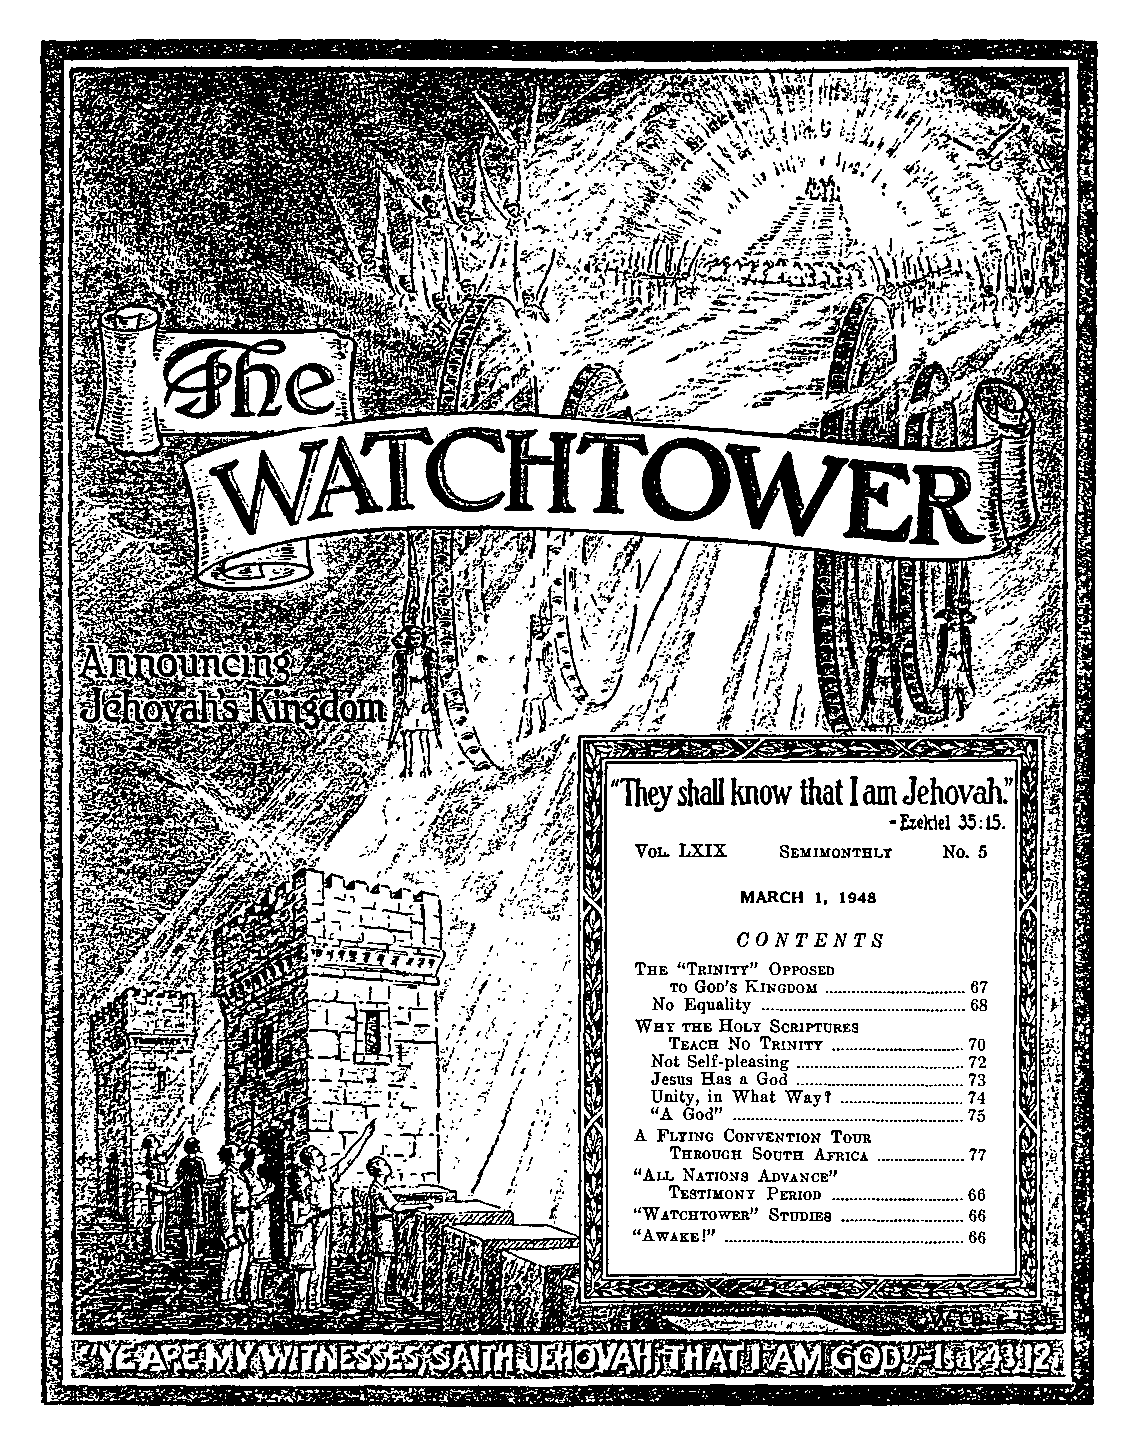 The
WATCHTOWER
Announcing
Jehovah's Kingdom
"They shall know that I am Jehovah."
-Ezekiel 35:15.
VOL. LXIX SEMIMONTHLY No. 5
MARCH 1, 1948
CONTENTS
THE "TRINITY" OPPOSED
TO GOD'S KINGDOM ............................ 67
No Equality ............................................ 68
WHY THE HOLY SCRIPTURES
TEACH NO TRINITY .......................... 70
Not Self-pleasing .................................. 72
Jesus Has a God .................................. 73
Unity, in What Way? ......................... 74
"A God" ................................................ 75
A FLYING CONVENTION TOUR
THROUGH SOUTH AFRICA .................. 77
"ALL NATIONS ADVANCE"
TESTIMONY PERIOD ........................... 66
"WATCHTOWER" STUDIES ......................... 66
"AWAKE!" .................................................. 66
"YE ARE MY WITNESSES, SAITH JEHOVAH, THAT I AM GOD."-Isa. 43:12.